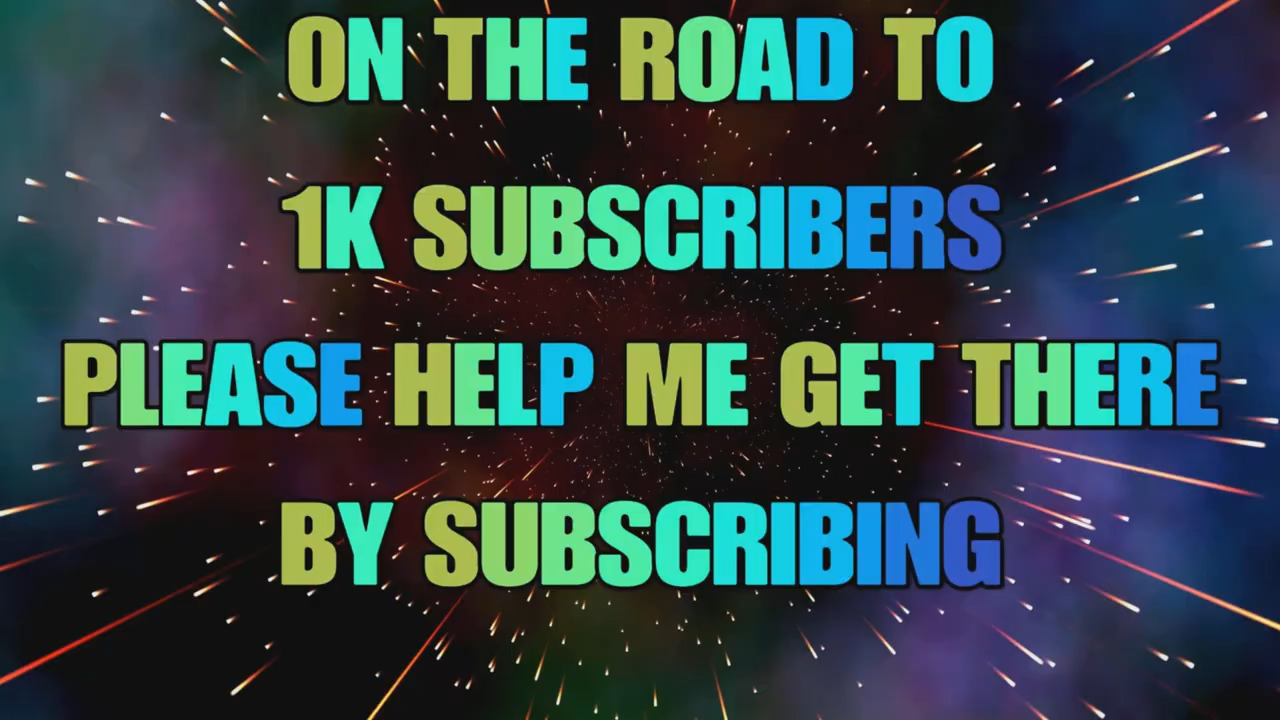 ON THE ROAD TO
1K SUBSCRIBERS
PLEASE HELP ME GET THERE
BY SUBSCRIBING